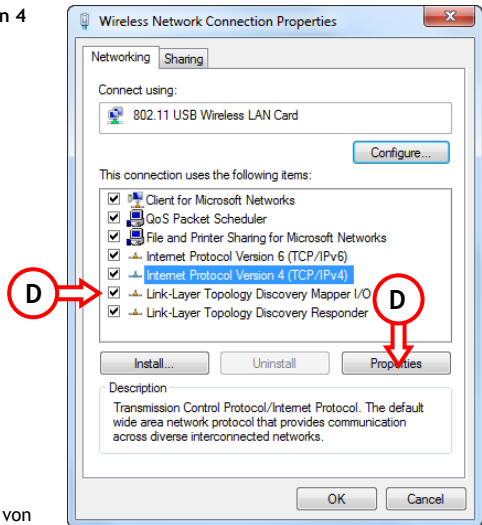 n 4
Wireless Network Connection Properties
Networking Sharing
Connect using:
802.11 USB Wireless LAN Card
Configure...
This connection uses the following items:
Client for Microsoft Networks
QoS Packet Scheduler
File and Printer Sharing for Microsoft Networks
Internet Protocol Version 6 (TCP/IPv6)
Internet Protocol Version 4 (TCP/IPv4)
D
Link-Layer Topology Discovery Mapper I/O
D
Link-Layer Topology Discovery Responder
Install... Uninstall Properties
Description
Transmission Control Protocol/Internet Protocol. The default
wide area network protocol that provides communication
across diverse interconnected networks.
OK Cancel
von